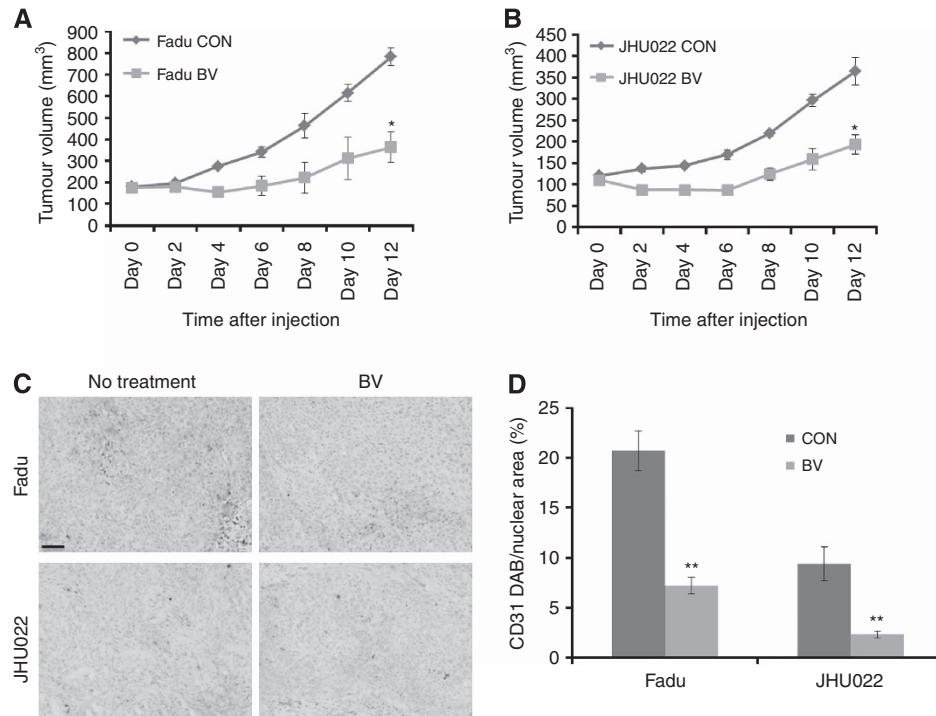 A
Tumour volume (mm3)
900
800
700
600
500
400
300
200
100
0
Fadu CON
Fadu BV
*
Day 0
Day 2
Day 4
Day 6
Day 8
Day 10
Day 12
Time after injection
B
Tumour volume (mm3)
450
400
350
300
250
200
150
100
50
0
JHU022 CON
JHU022 BV
*
Day 0
Day 2
Day 4
Day 6
Day 8
Day 10
Day 12
Time after injection
C
No treatment
BV
Fadu
JHU022
D
CD31 DAB/nuclear area (%)
25
20
15
10
5
0
CON
BV
**
**
Fadu
JHU022